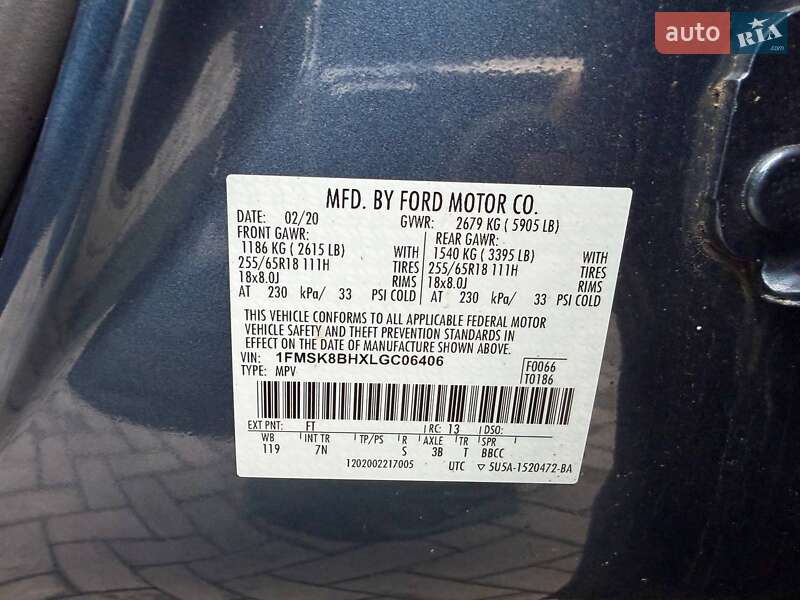 auto RIA.com
MFD. BY FORD MOTOR CO.
DATE: 02/20 GVWR: 2679 KG ( 5905 LB)
FRONT GAWR: REAR GAWR:
1186 KG ( 2615 LB) WITH 1540 KG ( 3395 LB) WITH
255/65R18 111H TIRES 255/65R18 111H TIRES
18x8.0J RIMS 18x8.0J RIMS
AT 230 kPa/ 33 PSI COLD AT 230 kPa/ 33 PSI COLD
THIS VEHICLE CONFORMS TO ALL APPLICABLE FEDERAL MOTOR
VEHICLE SAFETY AND THEFT PREVENTION STANDARDS IN
EFFECT ON THE DATE OF MANUFACTURE SHOWN ABOVE.
VIN: 1FMSK8BHXLGC06406 F0066
TYPE: MPV T0186
EXT PNT: FT RC: 13 DSO:
WB INT TR TP/PS R AXLE TR SPR
119 7N S 3B T BBCC
1202002217005 UTC ▽ 5U5A-1520472-BA